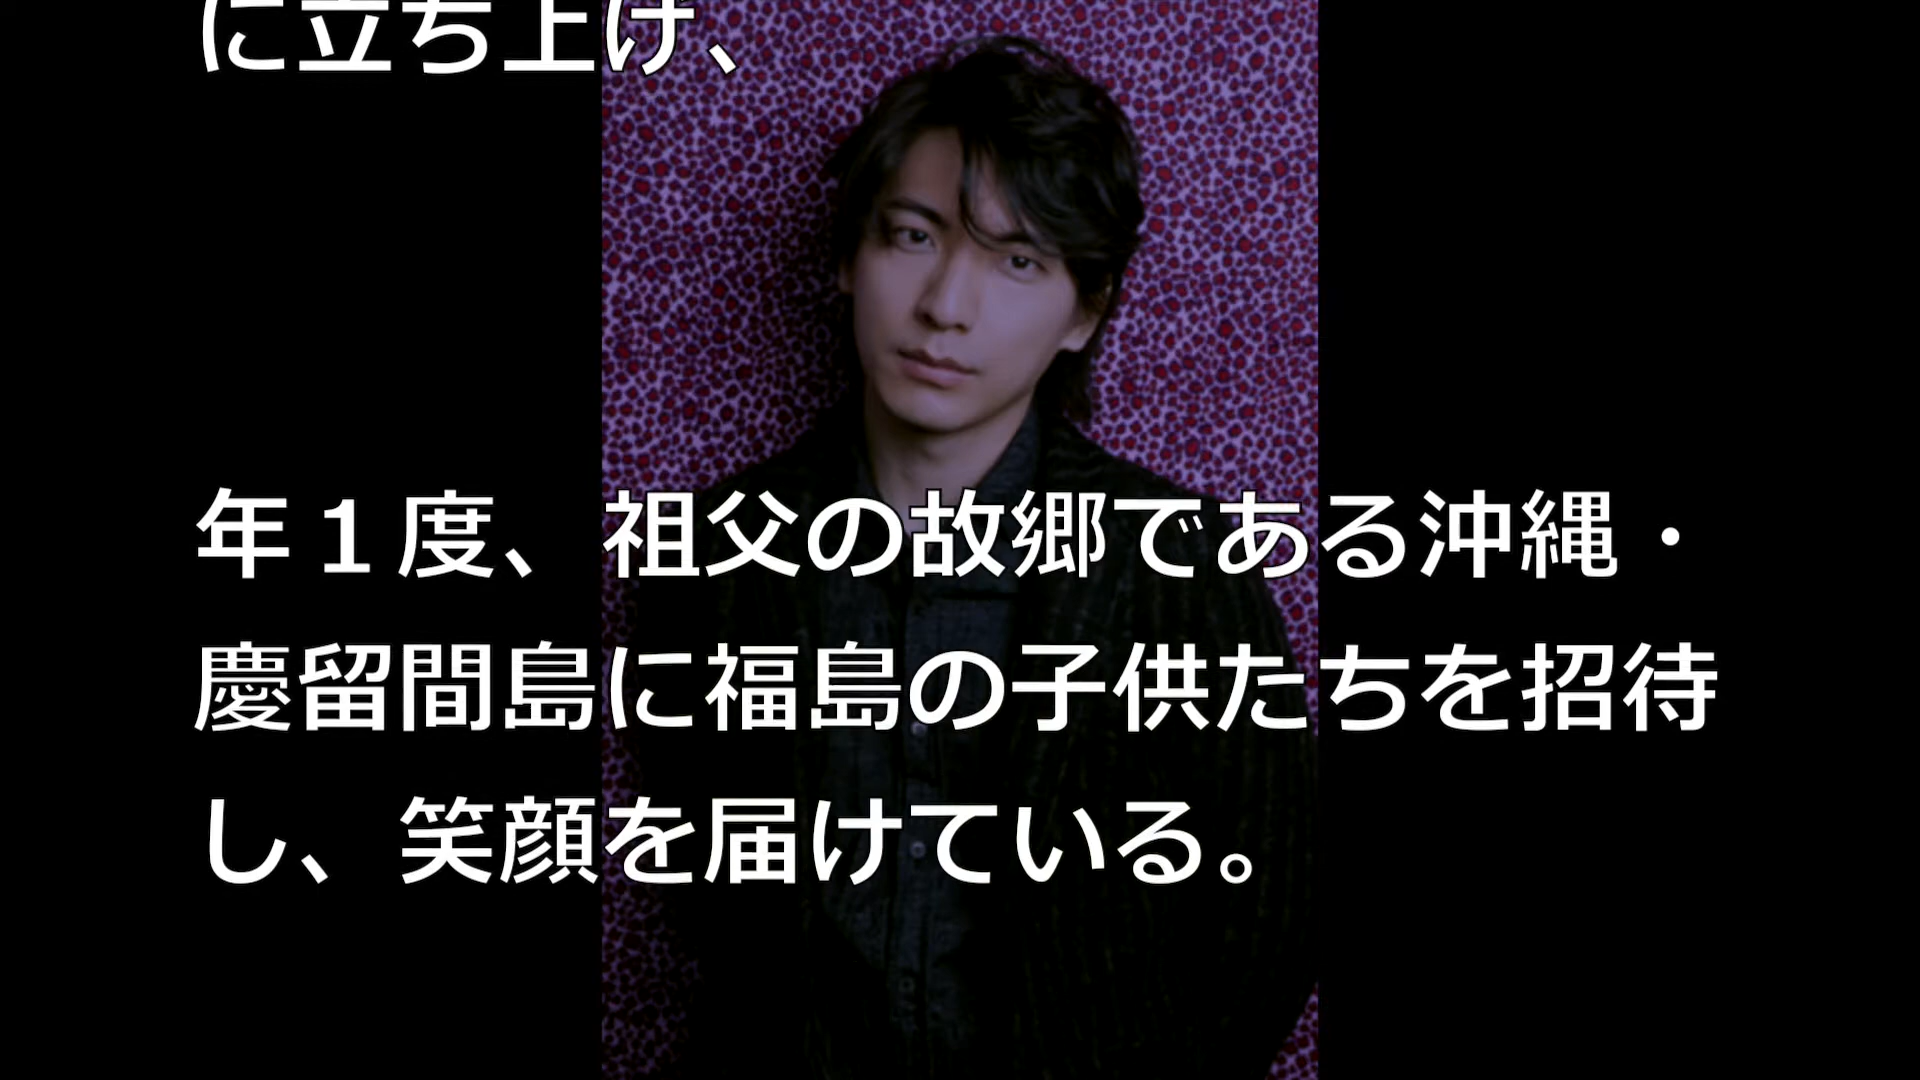 に立ち上げ、
年１度、祖父の故郷である沖縄・
慶留間島に福島の子供たちを招待
し、笑顔を届けている。